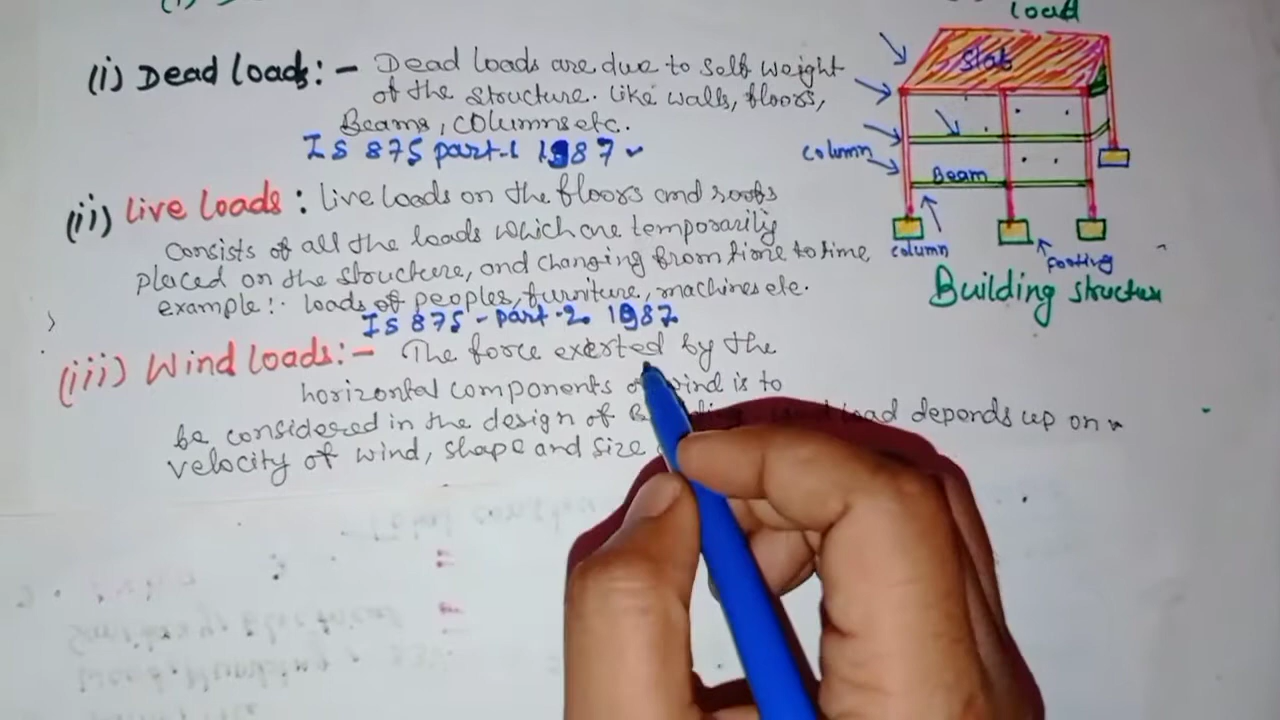 load
(i) Dead loads: - Dead loads are due to self weight
of the structure. like walls, floors,
Beams, columns etc.
IS 875 part-1 1987
(ii) live loads: live loads on the floors and roofs
Consists of all the loads which are temporarily
placed on the structure, and changing from time to time
example:- loads of peoples, furniture, machines etc.
IS 875 - part-2. 1987
(iii) Wind loads:- The force exerted by the
horizontal components wind is to
be considered in the design of load depends up on
velocity of wind, shape and size
Slab
column
Beam
column
footing
Building structure